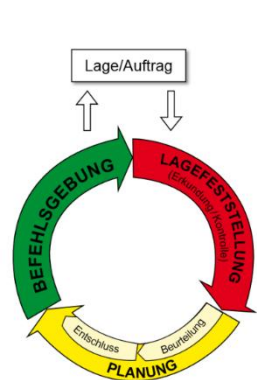 Lage/Auftrag
LAGEFESTSTELLUNG
(Erkundung/Kontrolle)
Beurteilung
Entschluss
PLANUNG
BEFEHLSGEBUNG